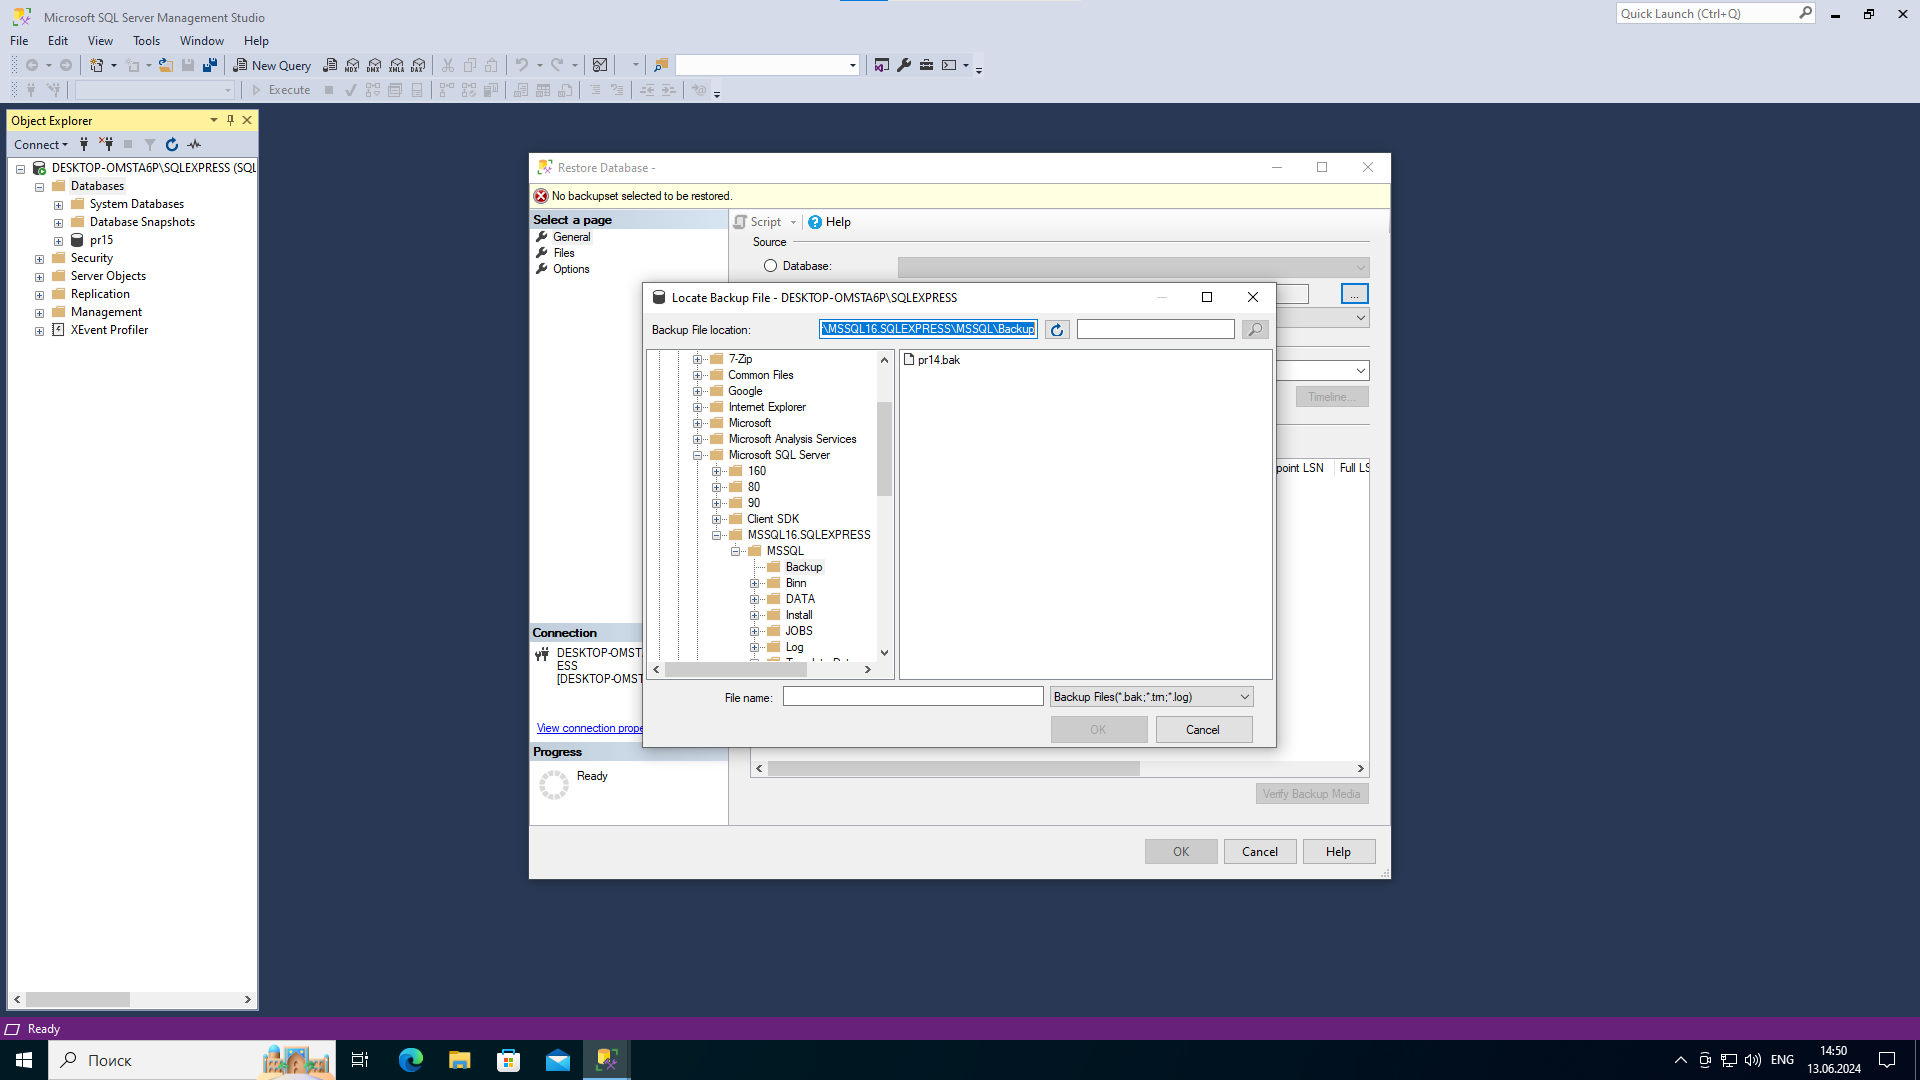 Microsoft SQL Server Management Studio
Quick Launch (Ctrl+Q)
File Edit View Tools Window Help
New Query
MDX DMX XMLA DAX
Execute
Object Explorer
Connect
DESKTOP-OMSTA6P\SQLEXPRESS (SQL
Databases
System Databases
Database Snapshots
pr15
Security
Server Objects
Replication
Management
XEvent Profiler
Restore Database -
No backupset selected to be restored.
Select a page
General
Files
Options
Script Help
Source
Database:
...
Timeline...
point LSN Full LS
Connection
DESKTOP-OMST
ESS
[DESKTOP-OMST
View connection prope
Progress
Ready
Verify Backup Media
OK Cancel Help
Locate Backup File - DESKTOP-OMSTA6P\SQLEXPRESS
Backup File location: \MSSQL16.SQLEXPRESS\MSSQL\Backup
7-Zip
Common Files
Google
Internet Explorer
Microsoft
Microsoft Analysis Services
Microsoft SQL Server
160
80
90
Client SDK
MSSQL16.SQLEXPRESS
MSSQL
Backup
Binn
DATA
Install
JOBS
Log
pr14.bak
File name: Backup Files(*.bak;*.trn;*.log)
OK Cancel
Ready
Поиск
ENG
14:50
13.06.2024